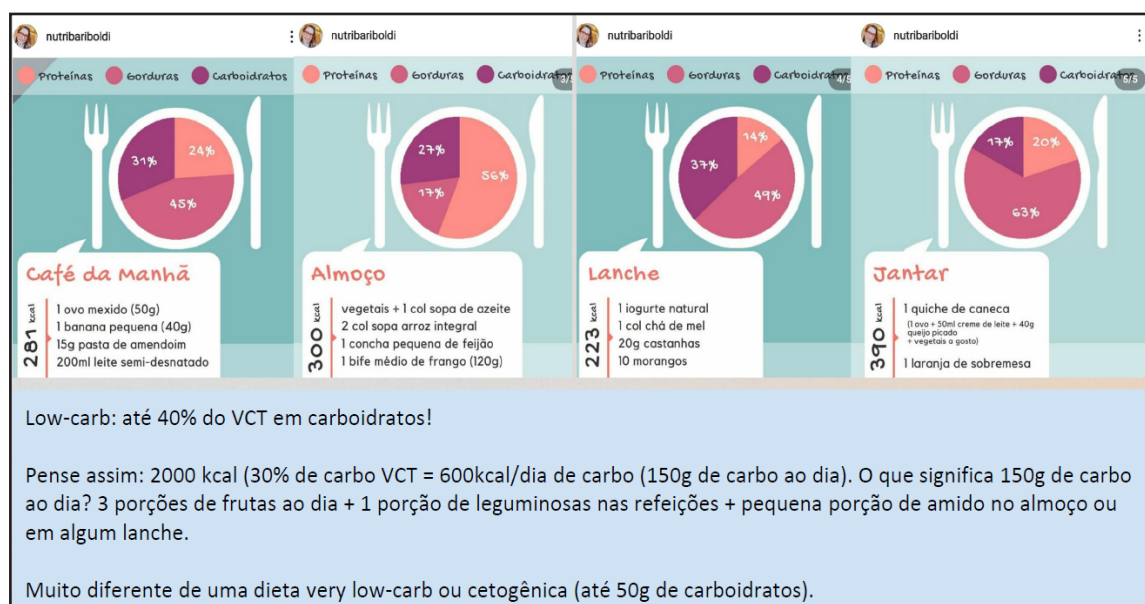 nutribariboldi
Proteínas Gorduras Carboidratos
31%
24%
45%
Café da Manhã
281 kcal
1 ovo mexido (50g)
1 banana pequena (40g)
15g pasta de amendoim
200ml leite semi-desnatado
nutribariboldi
Proteínas Gorduras Carboidratos
3/5
27%
17%
56%
Almoço
300 kcal
vegetais + 1 col sopa de azeite
2 col sopa arroz integral
1 concha pequena de feijão
1 bife médio de frango (120g)
nutribariboldi
Proteínas Gorduras Carboidratos
4/5
14%
37%
49%
Lanche
223 kcal
1 iogurte natural
1 col chá de mel
20g castanhas
10 morangos
nutribariboldi
Proteínas Gorduras Carboidratos
5/5
17%
20%
63%
Jantar
390 kcal
1 quiche de caneca
(1 ovo + 50ml creme de leite + 40g
queijo picado
+ vegetais a gosto)
1 laranja de sobremesa
Low-carb: até 40% do VCT em carboidratos!
Pense assim: 2000 kcal (30% de carbo VCT = 600kcal/dia de carbo (150g de carbo ao dia). O que significa 150g de carbo
ao dia? 3 porções de frutas ao dia + 1 porção de leguminosas nas refeições + pequena porção de amido no almoço ou
em algum lanche.
Muito diferente de uma dieta very low-carb ou cetogênica (até 50g de carboidratos).